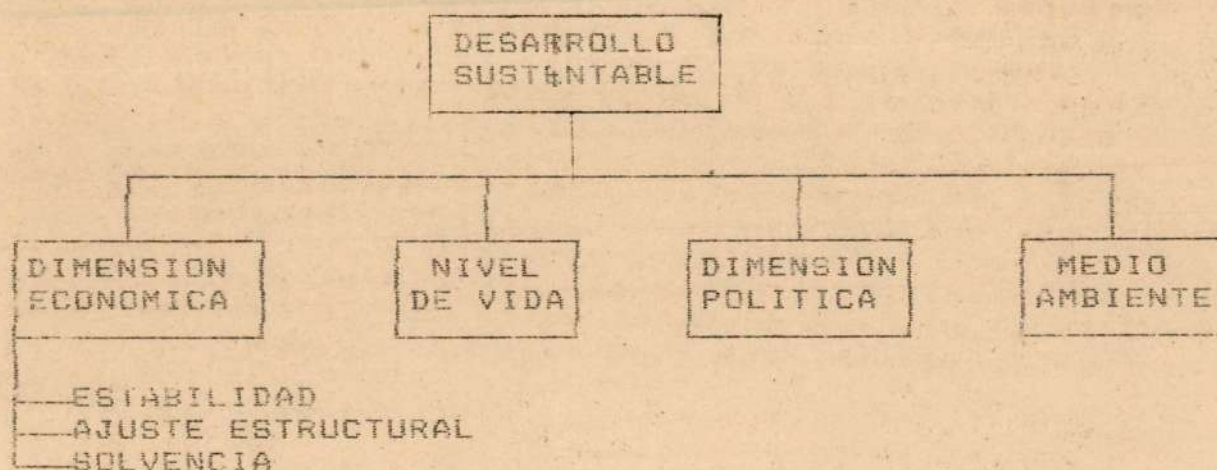 DESARROLLO
SUSTENTABLE
DIMENSION
ECONOMICA
NIVEL
DE VIDA
DIMENSION
POLITICA
MEDIO
AMBIENTE
ESTABILIDAD
AJUSTE ESTRUCTURAL
SOLVENCIA